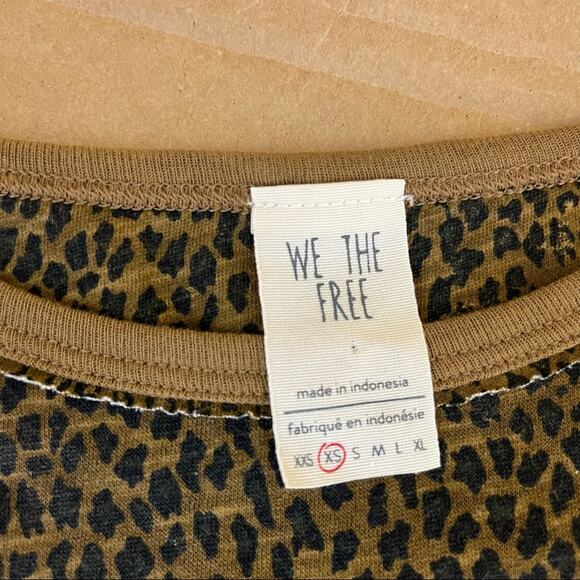 WE THE
FREE
made in indonesia
fabriqué en indonésie
XXS XS S M L XL